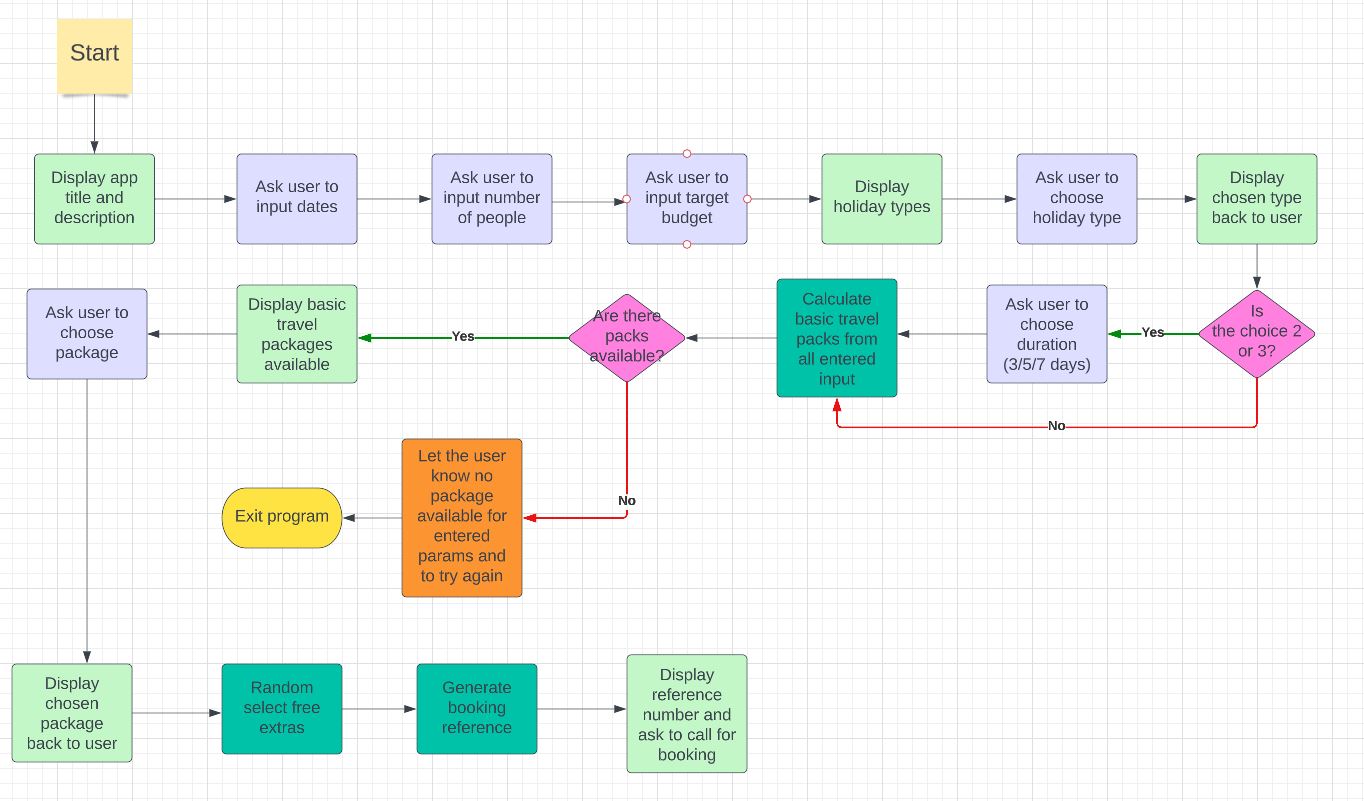 Start
Display app
title and
description
Ask user to
input dates
Ask user to
input number
of people
Ask user to
input target
budget
Display
holiday types
Ask user to
choose
holiday type
Display
chosen type
back to user
Ask user to
choose
package
Display basic
travel
packages
available
Yes
Are there
packs
available?
Calculate
basic travel
packs from
all entered
input
Ask user to
choose
duration
(3/5/7 days)
Yes
Is
the choice 2
or 3?
No
Exit program
Let the user
know no
package
available for
entered
params and
to try again
No
Display
chosen
package
back to user
Random
select free
extras
Generate
booking
reference
Display
reference
number and
ask to call for
booking